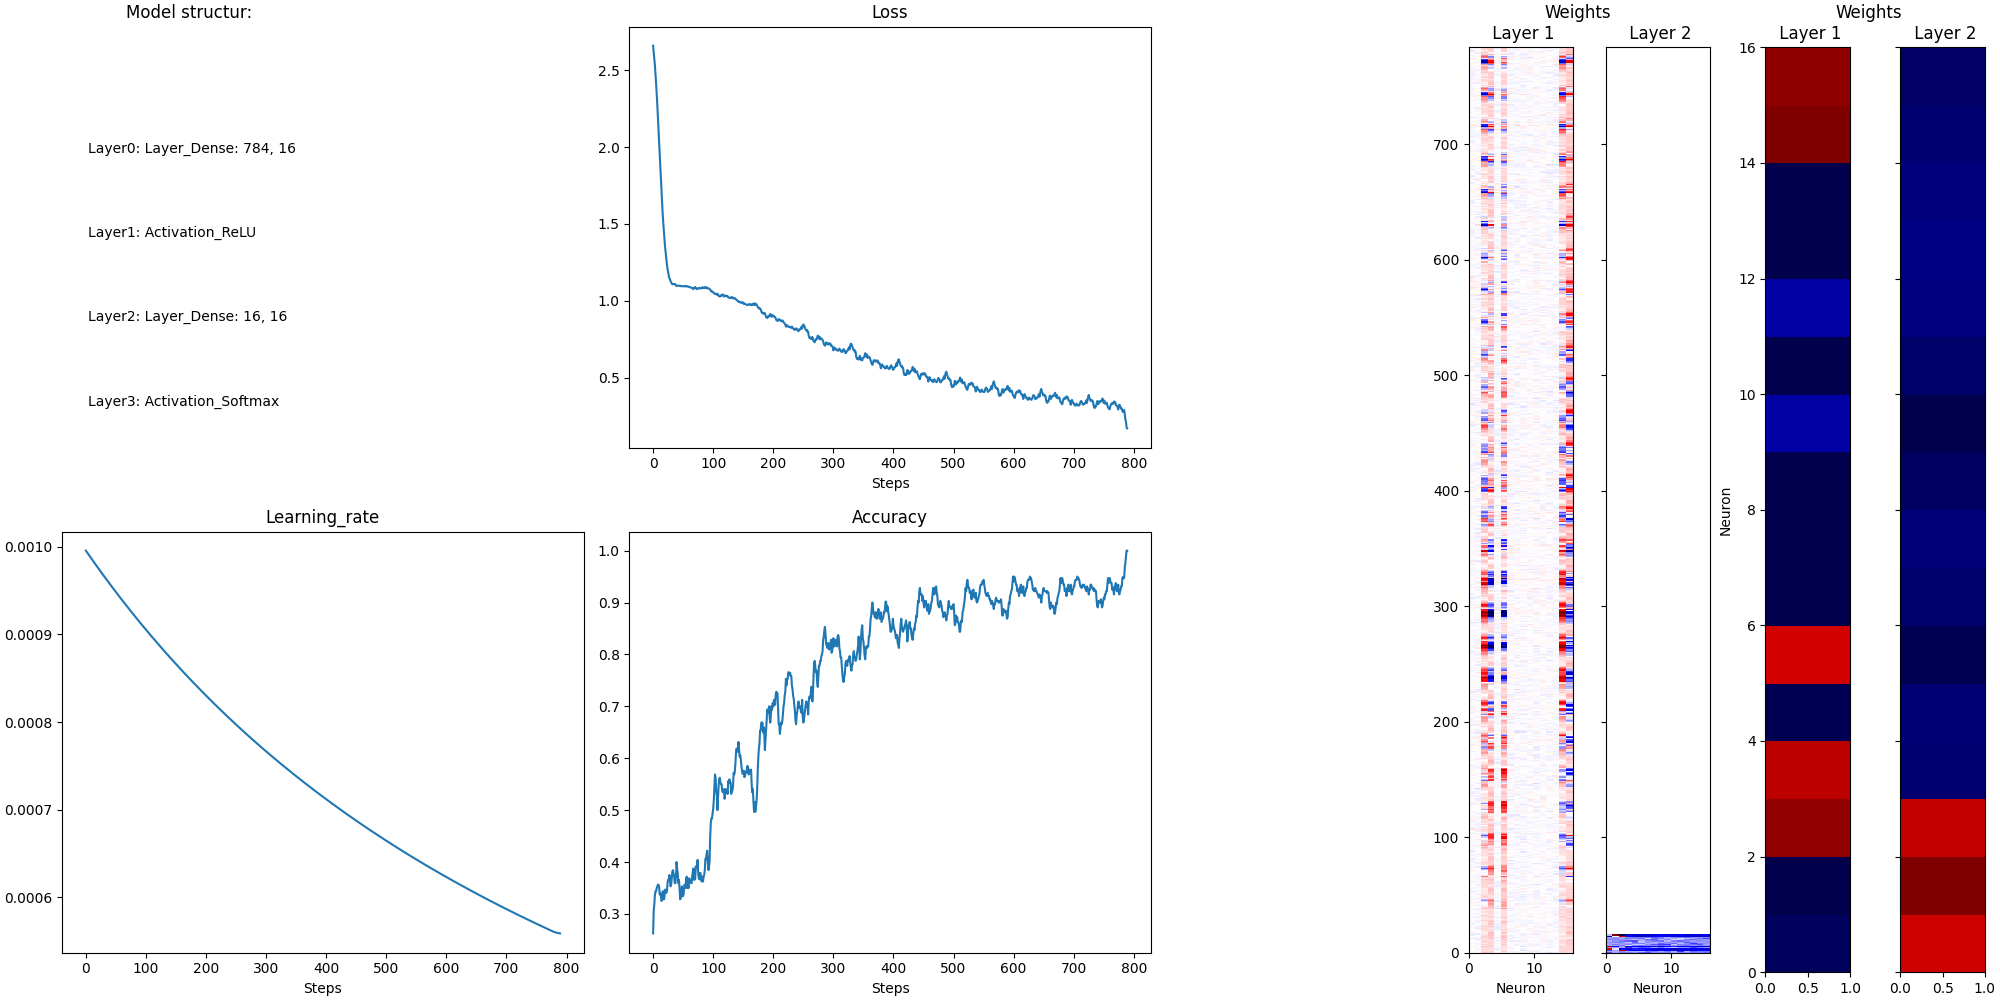 Model structur:
Layer0: Layer_Dense: 784, 16
Layer1: Activation_ReLU
Layer2: Layer_Dense: 16, 16
Layer3: Activation_Softmax
Loss
2.5
2.0
1.5
1.0
0.5
0 100 200 300 400 500 600 700 800
Steps
Learning_rate
0.0010
0.0009
0.0008
0.0007
0.0006
0 100 200 300 400 500 600 700 800
Steps
Accuracy
1.0
0.9
0.8
0.7
0.6
0.5
0.4
0.3
0 100 200 300 400 500 600 700 800
Steps
Weights
Layer 1 Layer 2
700
600
500
400
300
200
100
0
0 10 0 10
Neuron Neuron
Weights
Layer 1 Layer 2
Neuron
16
14
12
10
8
6
4
2
0
0.0 0.5 1.0 0.0 0.5 1.0